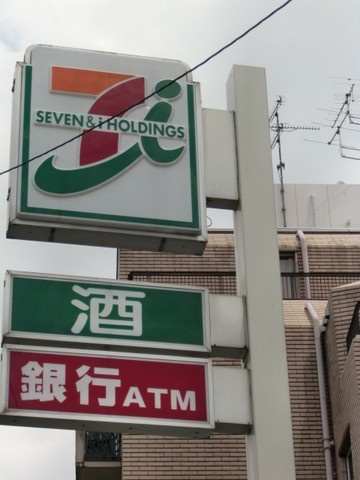 SEVEN & i HOLDINGS
酒
銀行ATM